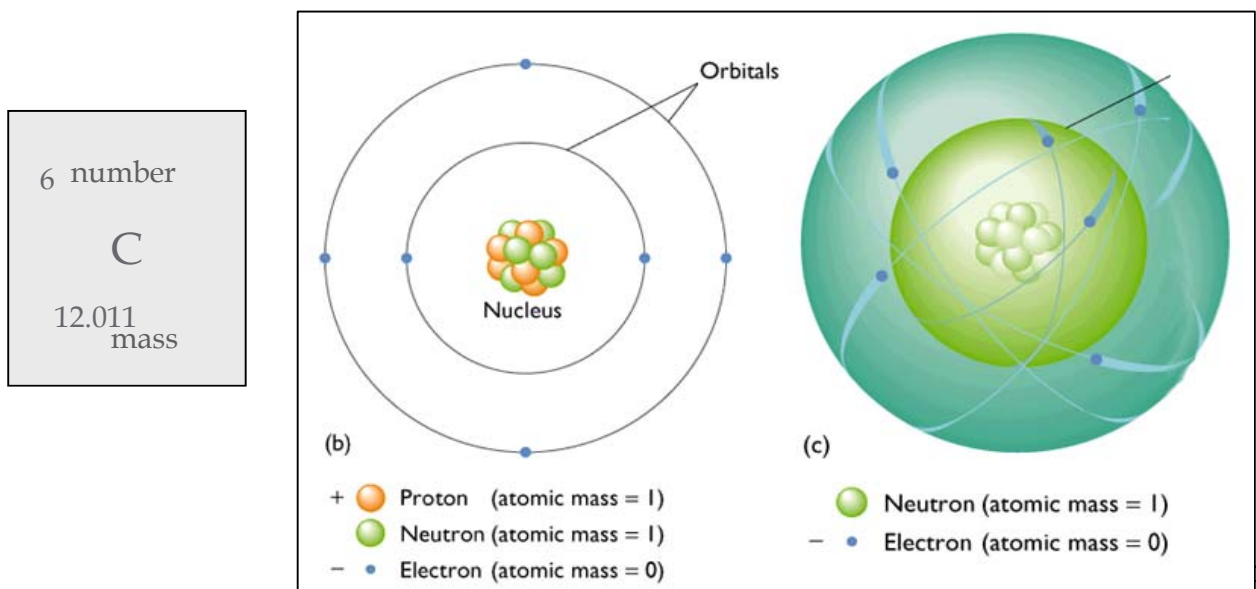 6 number
C
12.011
mass
Orbitals
Nucleus
(b)
+ Proton (atomic mass = 1)
Neutron (atomic mass = 1)
− Electron (atomic mass = 0)
(c)
Neutron (atomic mass = 1)
− Electron (atomic mass = 0)